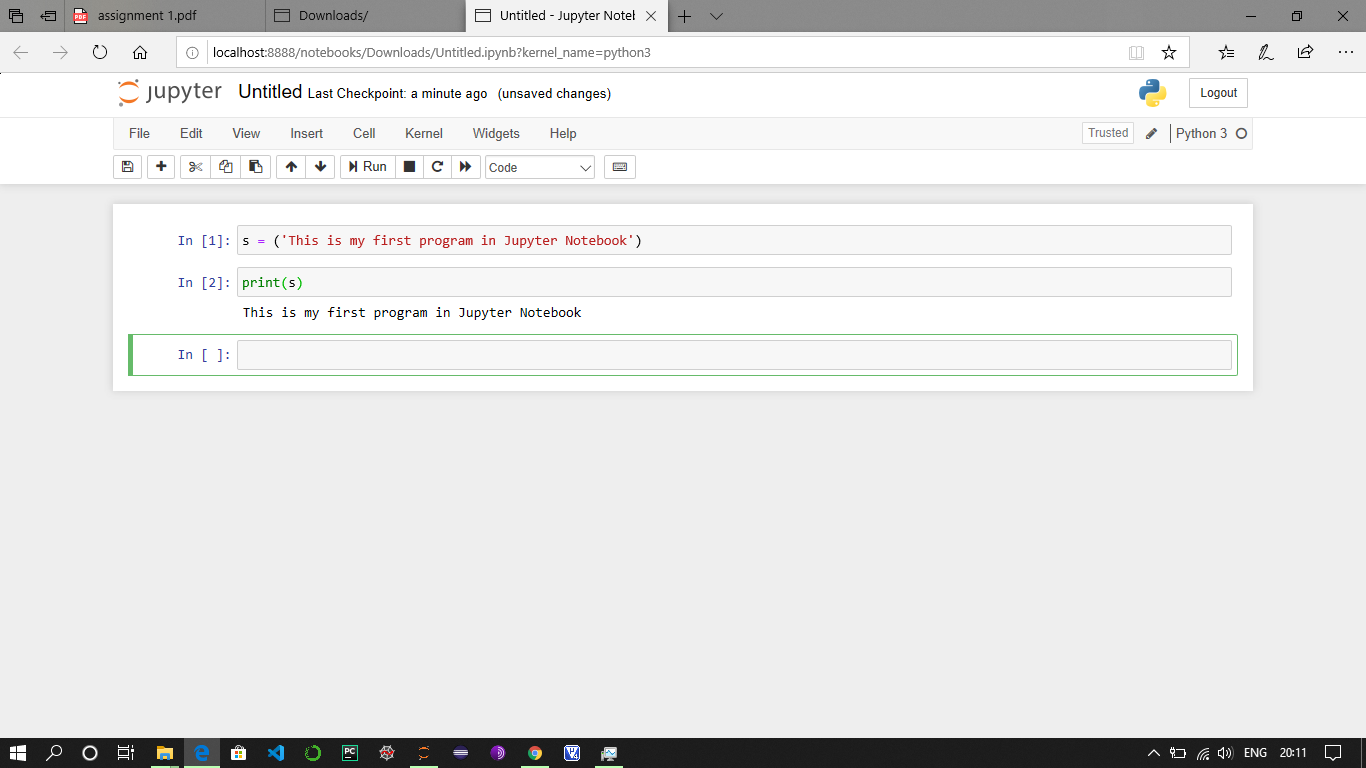 assignment 1.pdf
Downloads/
Untitled - Jupyter Noteb
localhost:8888/notebooks/Downloads/Untitled.ipynb?kernel_name=python3
jupyter Untitled Last Checkpoint: a minute ago (unsaved changes)
Logout
File Edit View Insert Cell Kernel Widgets Help
Trusted
Python 3
Run
Code
In [1]: s = ('This is my first program in Jupyter Notebook')
In [2]: print(s)
This is my first program in Jupyter Notebook
In [ ]:
ENG 20:11